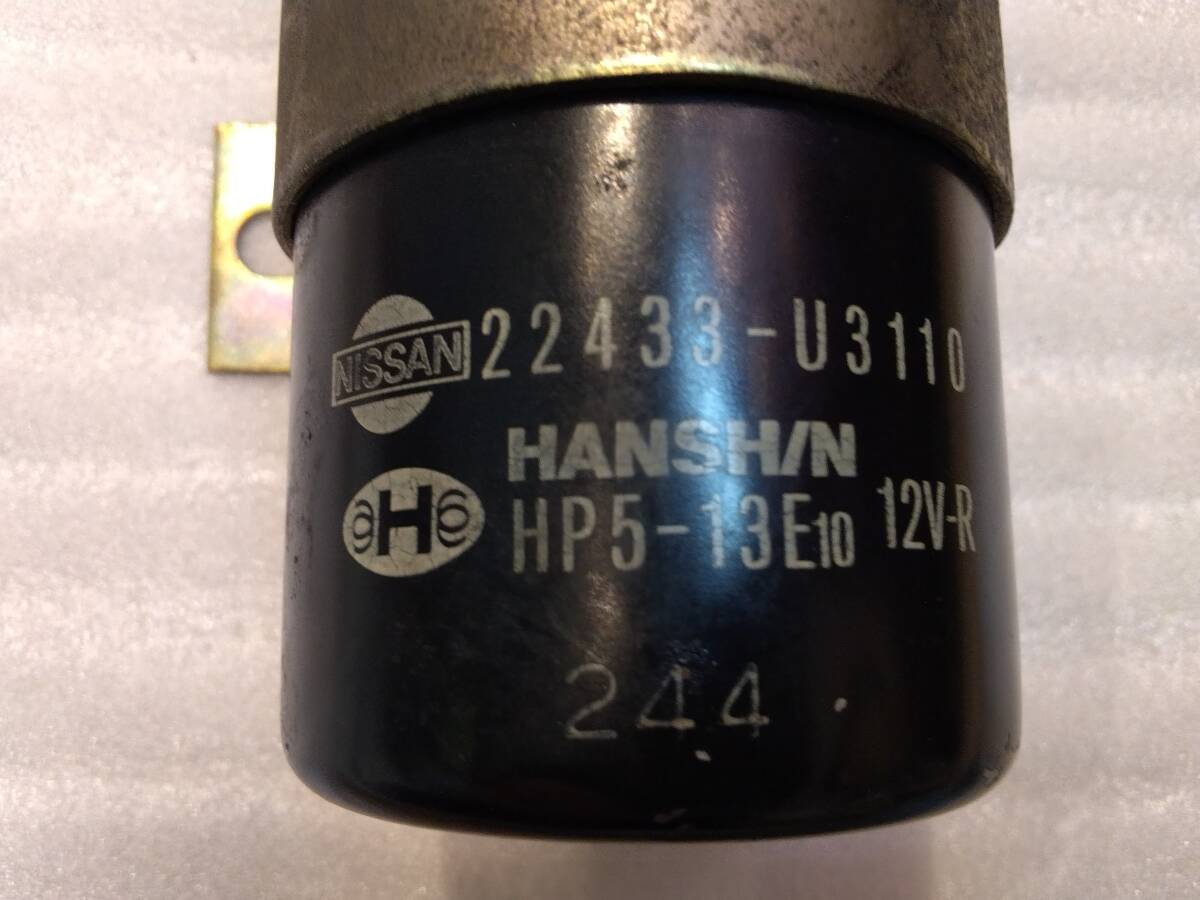 NISSAN 22433-U3110
HANSHIN
H HP5-13E10 12V-R
244